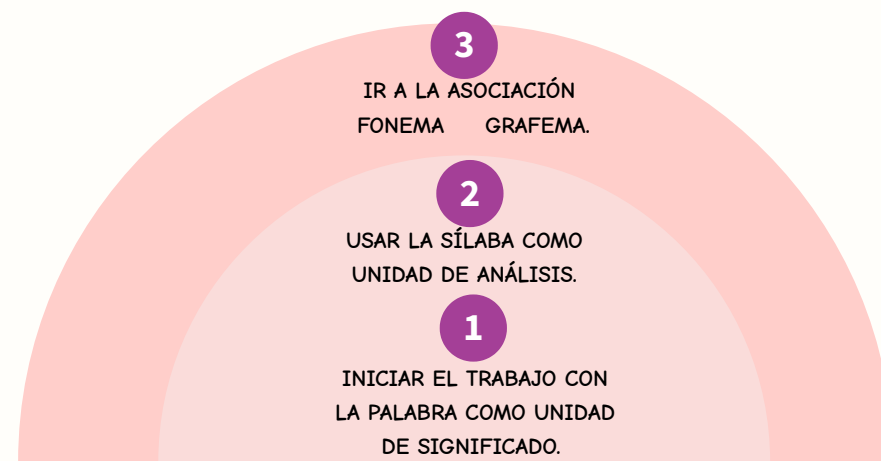 3
IR A LA ASOCIACIÓN
FONEMA GRAFEMA.
2
USAR LA SÍLABA COMO
UNIDAD DE ANÁLISIS.
1
INICIAR EL TRABAJO CON
LA PALABRA COMO UNIDAD
DE SIGNIFICADO.